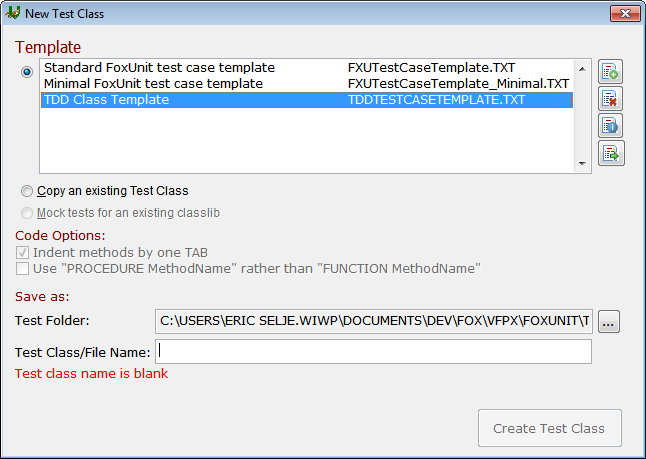 New Test Class
Template
Standard FoxUnit test case template FXUTestCaseTemplate.TXT
Minimal FoxUnit test case template FXUTestCaseTemplate_Minimal.TXT
TDD Class Template TDDTESTCASETEMPLATE.TXT
Copy an existing Test Class
Mock tests for an existing classlib
Code Options:
Indent methods by one TAB
Use "PROCEDURE MethodName" rather than "FUNCTION MethodName"
Save as:
Test Folder: C:\USERS\ERIC SELJE.WIWP\DOCUMENTS\DEV\FOX\VFPX\FOXUNIT\T ...
Test Class/File Name:
Test class name is blank
Create Test Class